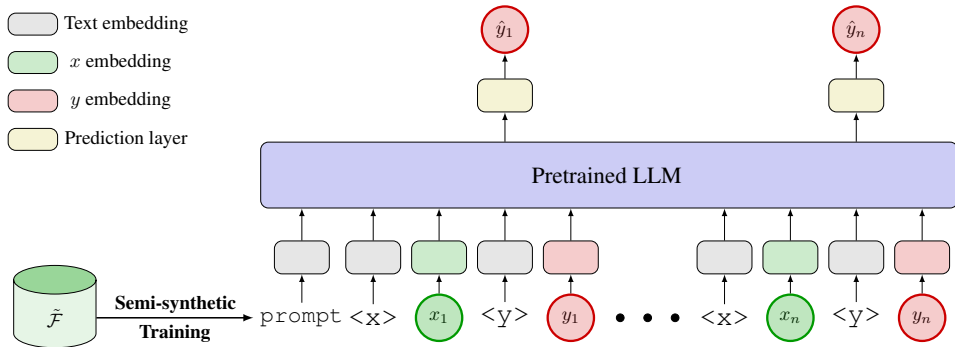 Text embedding
x embedding
y embedding
Prediction layer
ŷ₁
ŷₙ
Pretrained LLM
F̃
Semi-synthetic
Training
prompt <x> x₁ <y> y₁ • • • <x> xₙ <y> yₙ